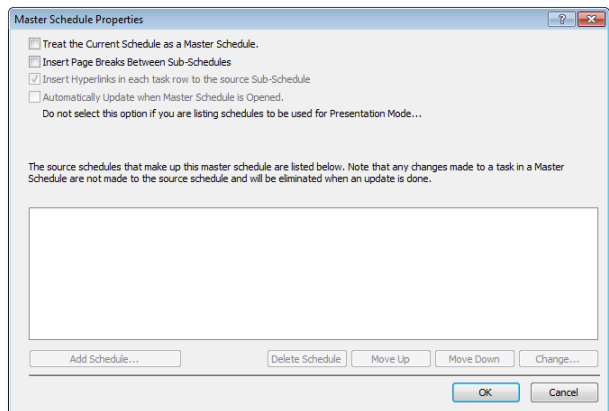 Master Schedule Properties
Treat the Current Schedule as a Master Schedule.
Insert Page Breaks Between Sub-Schedules
Insert Hyperlinks in each task row to the source Sub-Schedule
Automatically Update when Master Schedule is Opened.
Do not select this option if you are listing schedules to be used for Presentation Mode...
The source schedules that make up this master schedule are listed below. Note that any changes made to a task in a Master
Schedule are not made to the source schedule and will be eliminated when an update is done.
Add Schedule... Delete Schedule Move Up Move Down Change...
OK Cancel